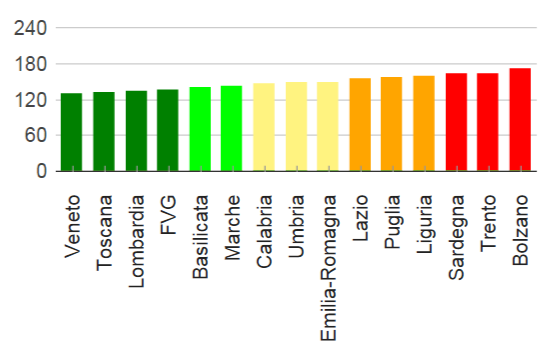 240
180
120
60
0
Veneto
Toscana
Lombardia
FVG
Basilicata
Marche
Calabria
Umbria
Emilia-Romagna
Lazio
Puglia
Liguria
Sardegna
Trento
Bolzano